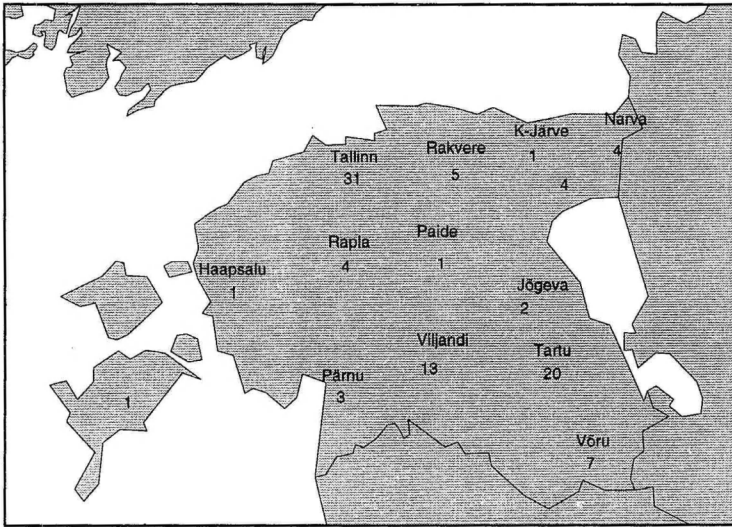 Narva
4
K-Järve
1
4
Rakvere
5
Tallinn
31
Paide
1
Rapla
4
Haapsalu
1
Jõgeva
2
Viljandi
13
Tartu
20
Pärnu
3
1
Võru
7